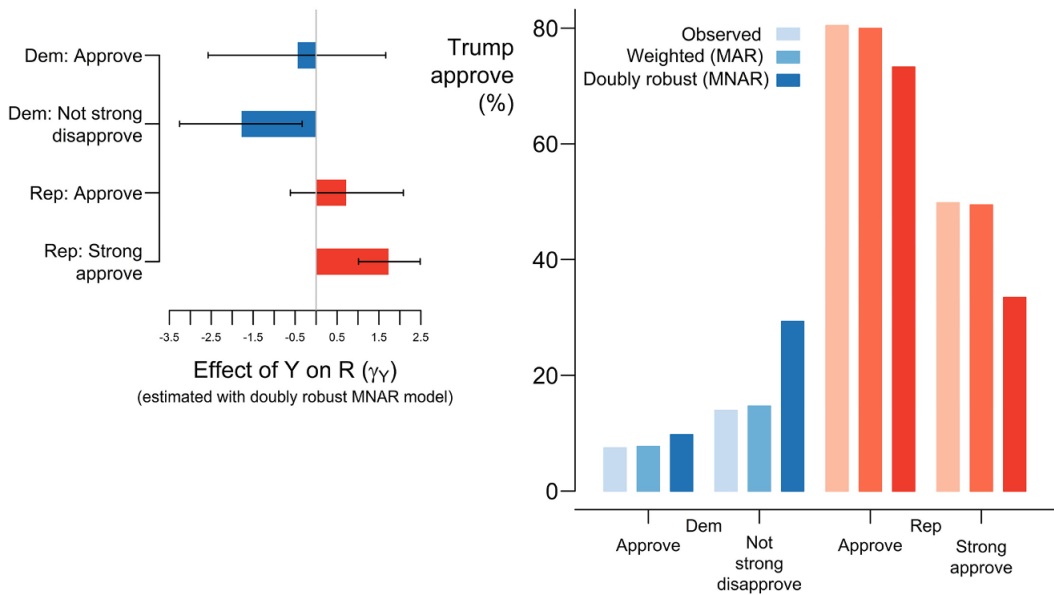 Dem: Approve
Dem: Not strong
disapprove
Rep: Approve
Rep: Strong
approve
-3.5 -2.5 -1.5 -0.5 0.5 1.5 2.5
Effect of Y on R (γY)
(estimated with doubly robust MNAR model)
Trump
approve
(%)
Observed
Weighted (MAR)
Doubly robust (MNAR)
80
60
40
20
0
Dem Rep
Approve
Not
strong
disapprove
Approve
Strong
approve